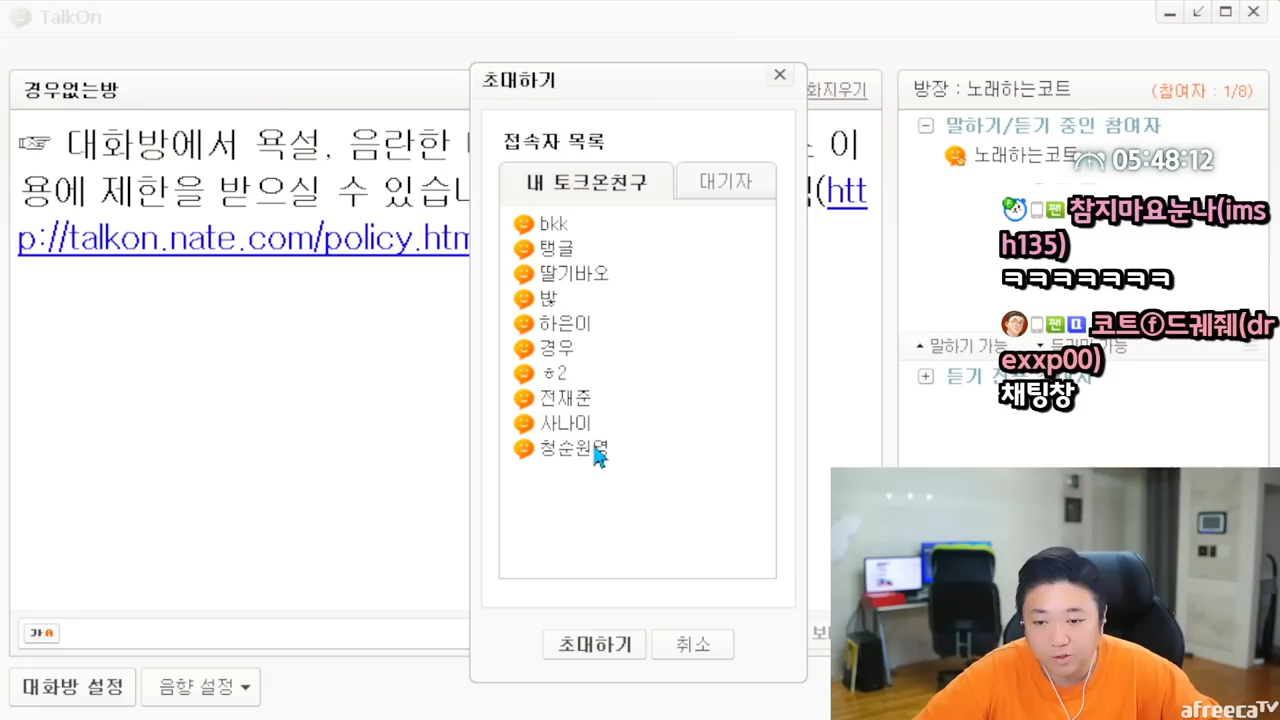 TalkOn
경우없는방
화지우기
☞ 대화방에서 욕설, 음란한
이
용에 제한을 받으실 수 있습니
(htt
p://talkon.nate.com/policy.htm
가
대화방 설정
음향 설정
초대하기
접속자 목록
내 토크온친구
대기자
bkk
탱글
딸기바오
밚
하은이
경우
ㅎ2
전재준
사나이
청순원영
초대하기
취소
방장 : 노래하는코트
(참여자 : 1/8)
말하기/듣기 중인 참여자
노래하는코트
05:48:12
팬 참지마요눈나(ims
h135)
ㅋㅋㅋㅋㅋㅋㅋ
팬 코트ⓕ드궤줴(dr
exxp00)
채팅창
말하기 가능
듣기
afreecaTV